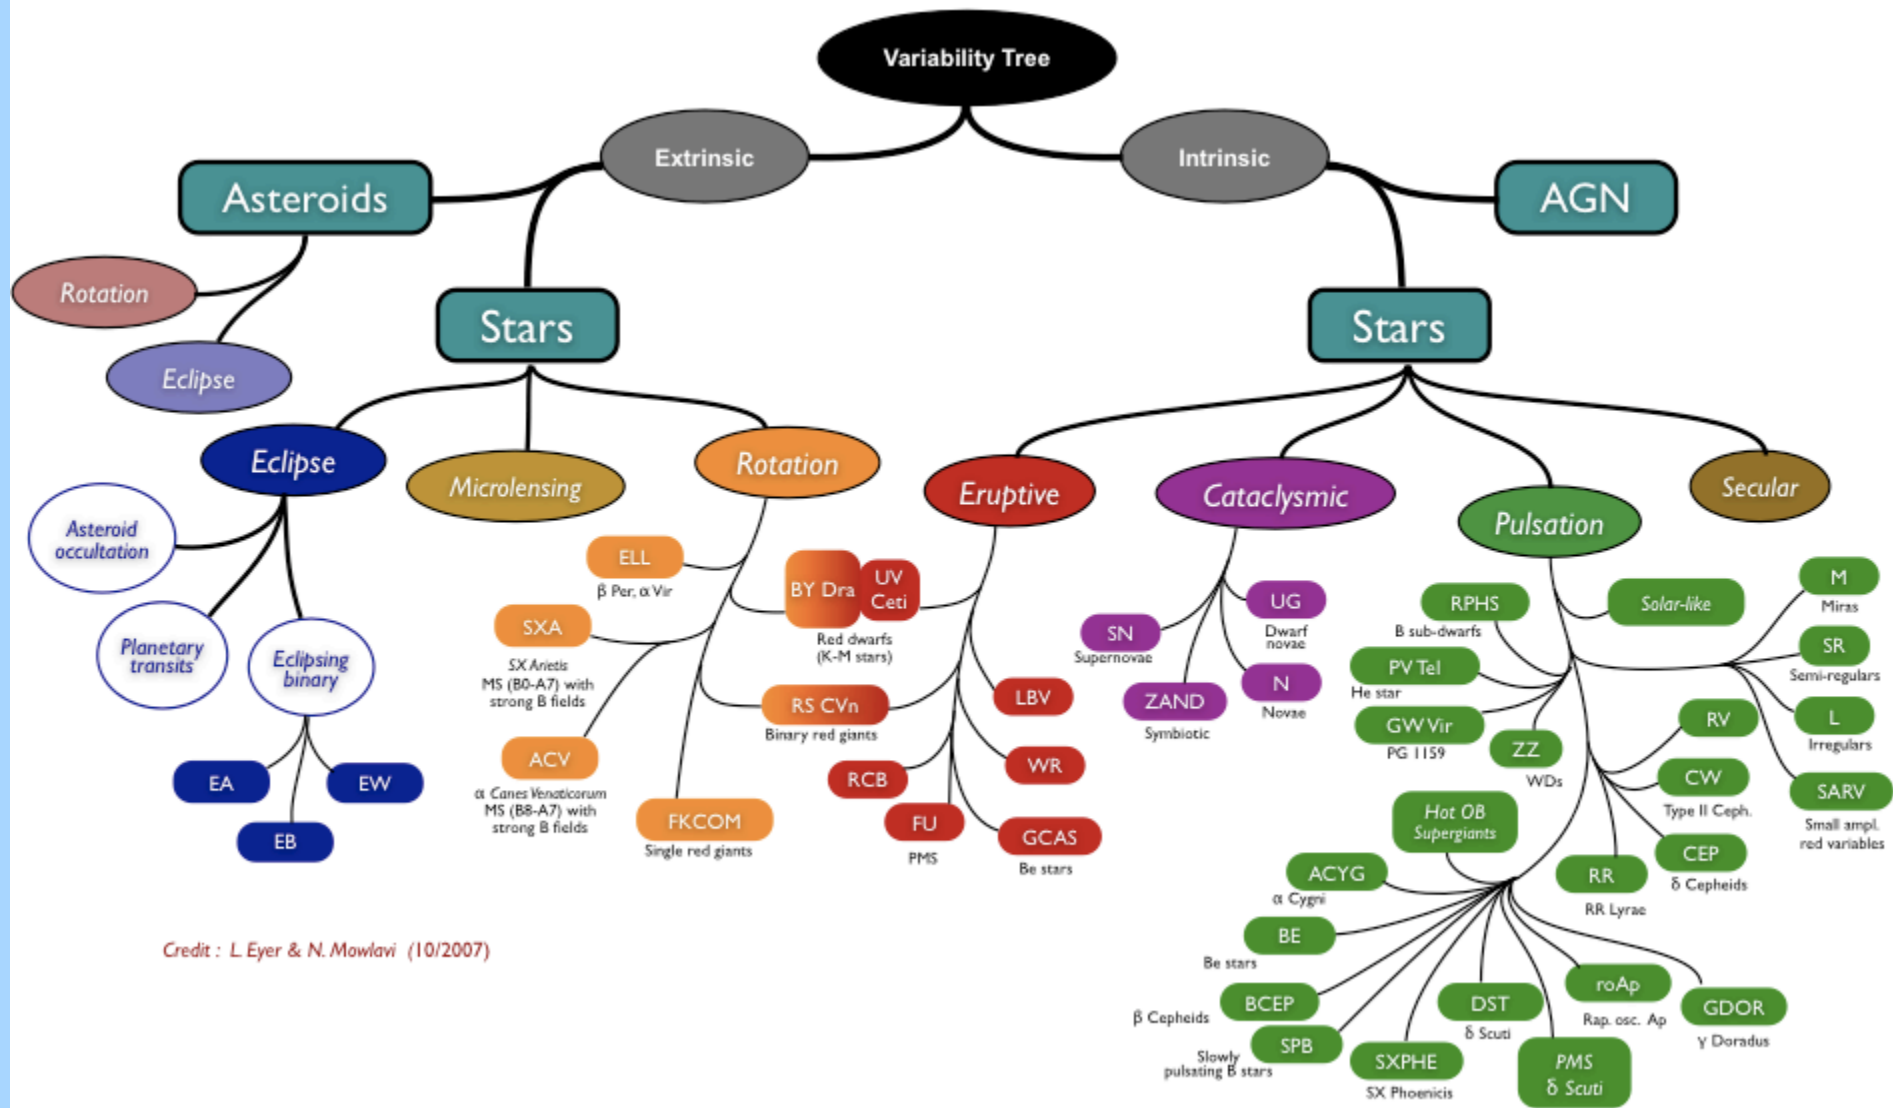 Variability Tree
Extrinsic
Intrinsic
Asteroids
AGN
Rotation
Eclipse
Stars
Stars
Eclipse
Microlensing
Rotation
Eruptive
Cataclysmic
Pulsation
Secular
Asteroid
occultation
Planetary
transits
Eclipsing
binary
EA
EB
EW
ELL
β Per, α Vir
SXA
SX Arietis
MS (B0-A7) with
strong B fields
ACV
α Canes Venaticorum
MS (B8-A7) with
strong B fields
FKCOM
Single red giants
BY Dra
UV
Ceti
Red dwarfs
(K-M stars)
RS CVn
Binary red giants
LBV
WR
RCB
FU
PMS
GCAS
Be stars
SN
Supernovae
ZAND
Symbiotic
UG
Dwarf
novae
N
Novae
RPHS
B sub-dwarfs
PV Tel
He star
GW Vir
PG 1159
ZZ
WDs
Solar-like
M
Miras
SR
Semi-regulars
L
Irregulars
SARV
Small ampl.
red variables
RV
CW
Type II Ceph.
CEP
δ Cepheids
RR
RR Lyrae
Hot OB
Supergiants
ACYG
α Cygni
BE
Be stars
BCEP
β Cepheids
SPB
Slowly
pulsating B stars
SXPHE
SX Phoenicis
DST
δ Scuti
PMS
δ Scuti
roAp
Rap. osc. Ap
GDOR
γ Doradus
Credit : L. Eyer & N. Mowlavi (10/2007)